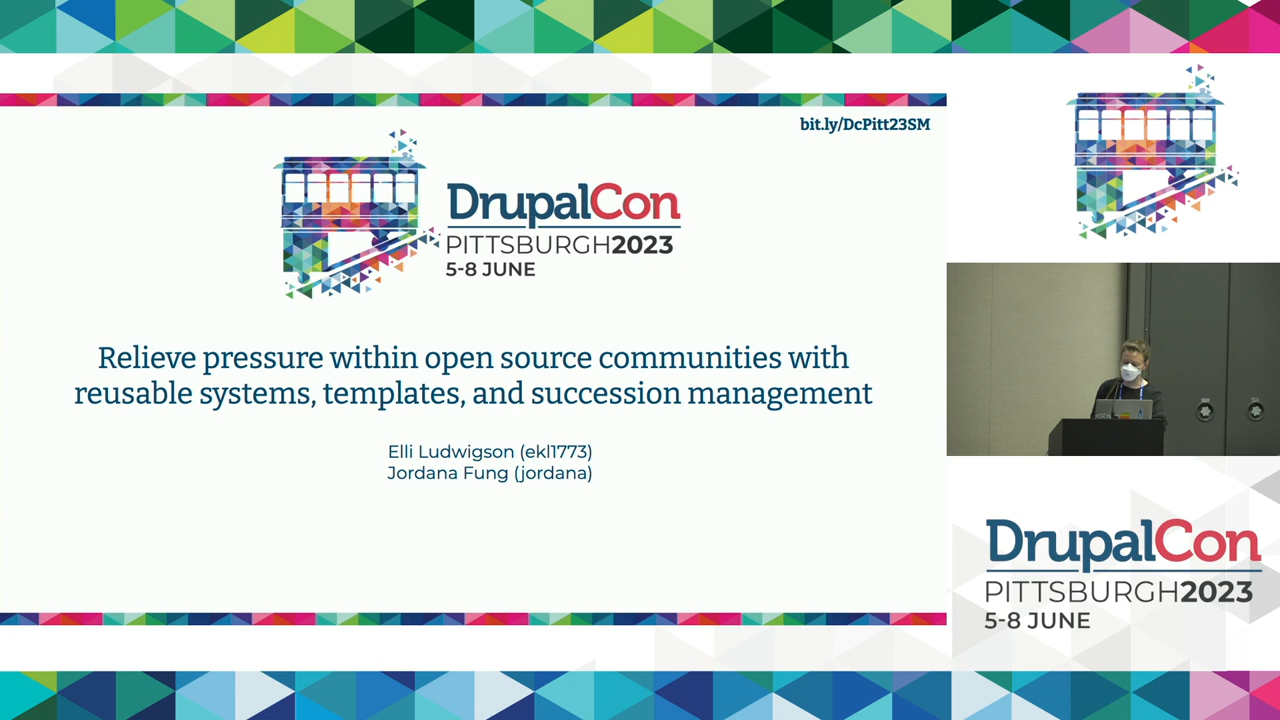 bit.ly/DcPitt23SM
DrupalCon
PITTSBURGH2023
5-8 JUNE
Relieve pressure within open source communities with
reusable systems, templates, and succession management
Elli Ludwigson (ekl1773)
Jordana Fung (jordana)
DrupalCon
PITTSBURGH2023
5-8 JUNE